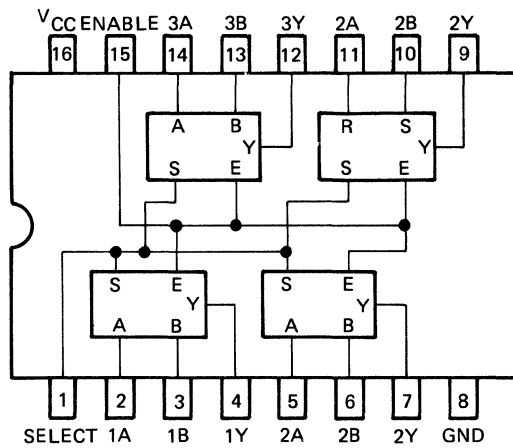 VCC ENABLE 3A 3B 3Y 2A 2B 2Y
16 15 14 13 12 11 10 9
A B R S
Y Y
S E S E
S E S E
Y Y
A B A B
1 2 3 4 5 6 7 8
SELECT 1A 1B 1Y 2A 2B 2Y GND